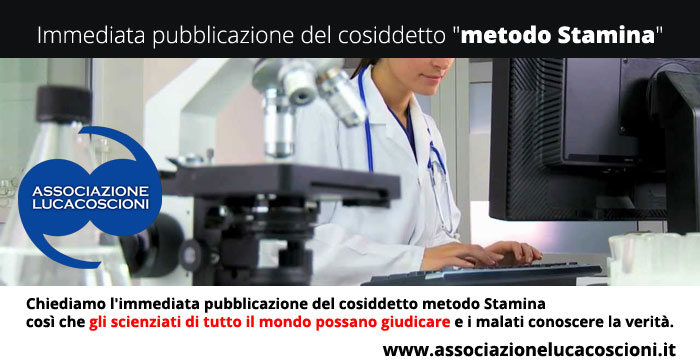 Immediata pubblicazione del cosiddetto "metodo Stamina"
ASSOCIAZIONE
LUCACOSCIONI
Chiediamo l'immediata pubblicazione del cosiddetto metodo Stamina
così che gli scienziati di tutto il mondo possano giudicare e i malati conoscere la verità.
www.associazionelucacoscioni.it